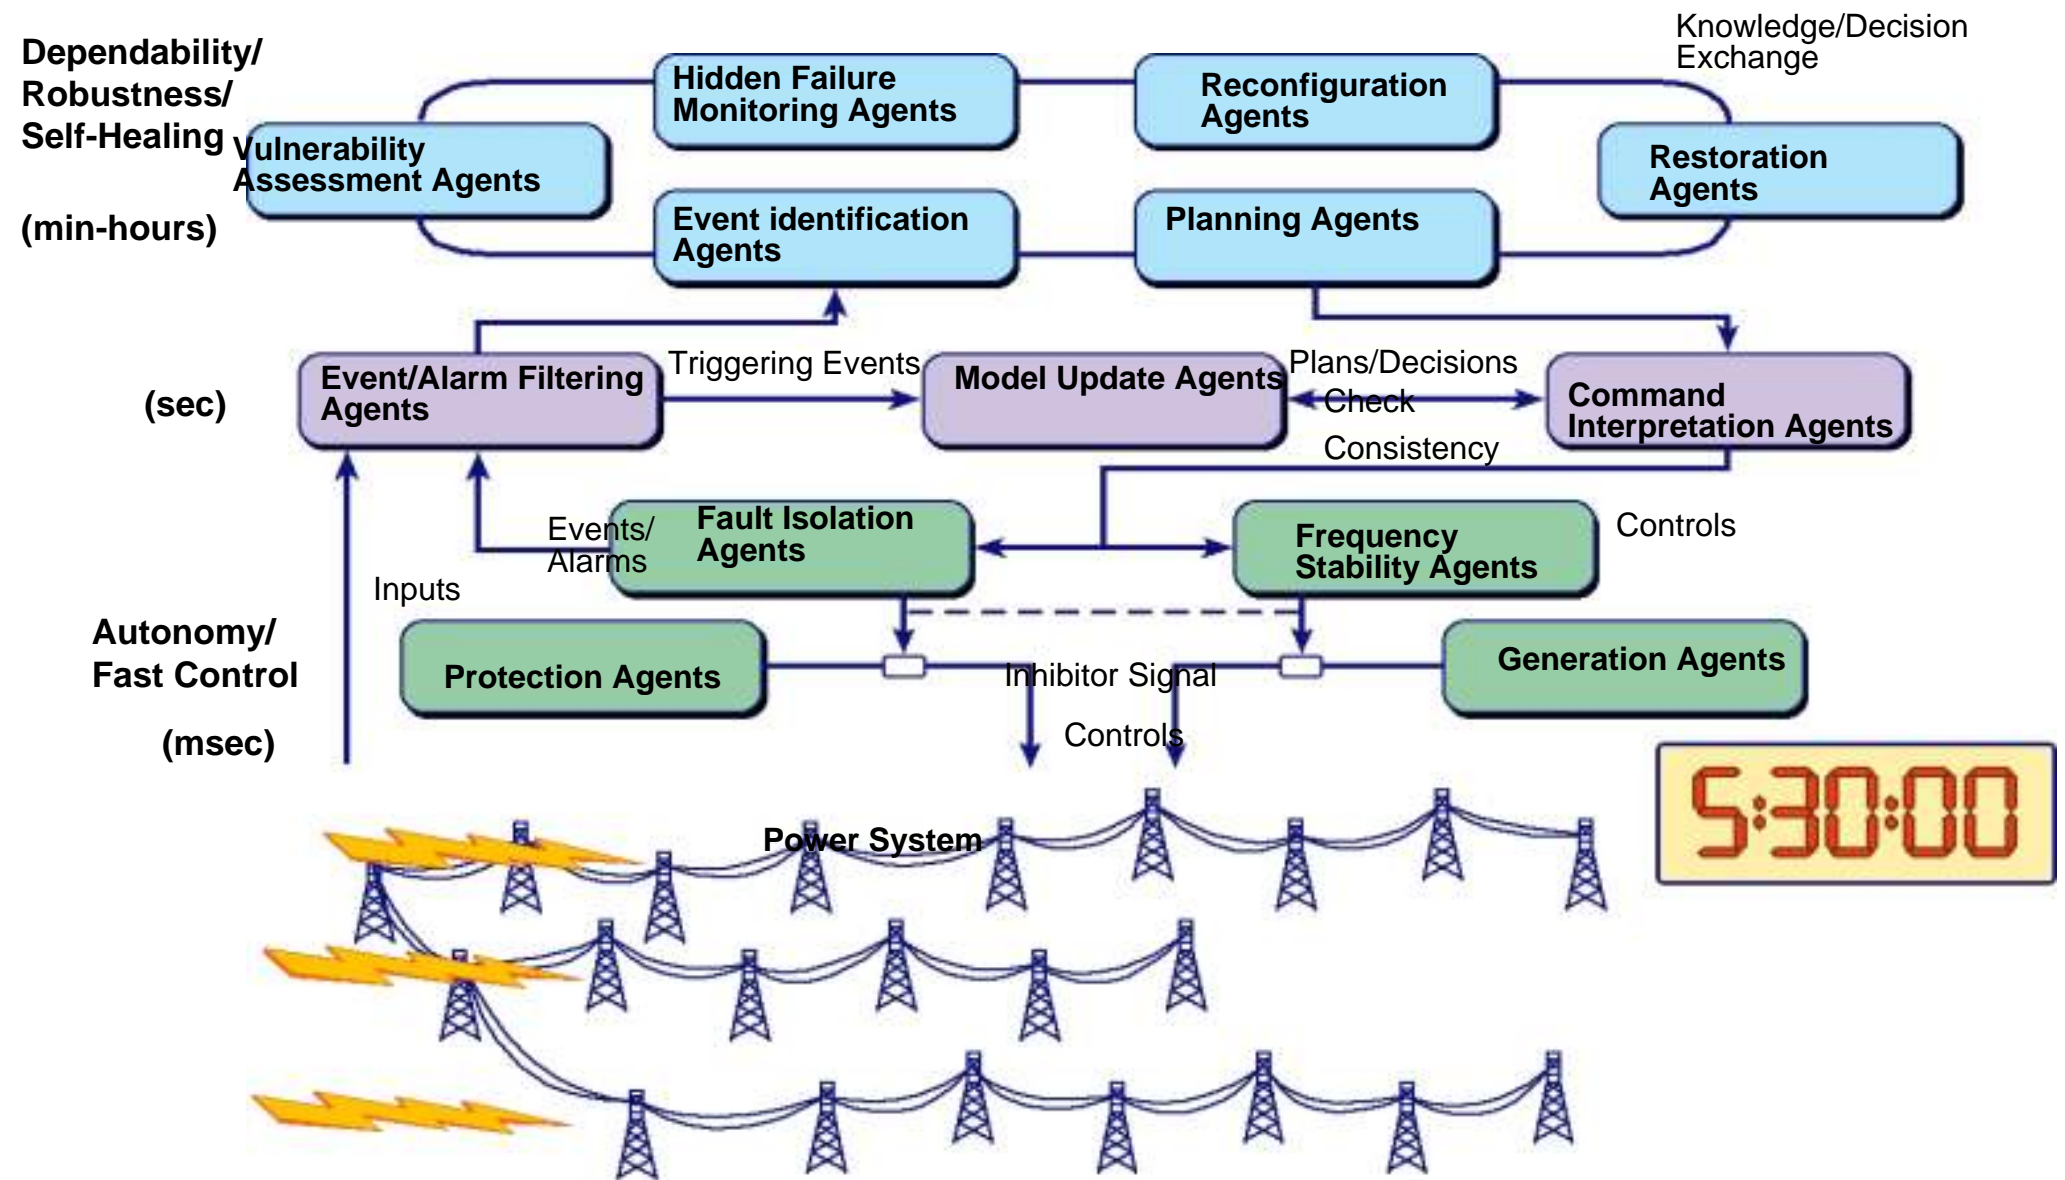 Knowledge/Decision
Exchange
Dependability/
Robustness/
Self-Healing
(min-hours)
Hidden Failure
Monitoring Agents
Reconfiguration
Agents
Vulnerability
Assessment Agents
Restoration
Agents
Event identification
Agents
Planning Agents
(sec)
Event/Alarm Filtering
Agents
Triggering Events
Model Update Agents
Plans/Decisions
Check
Consistency
Command
Interpretation Agents
Events/
Alarms
Fault Isolation
Agents
Frequency
Stability Agents
Controls
Inputs
Autonomy/
Fast Control
(msec)
Protection Agents
Inhibitor Signal
Controls
Generation Agents
Power System
5:30:00